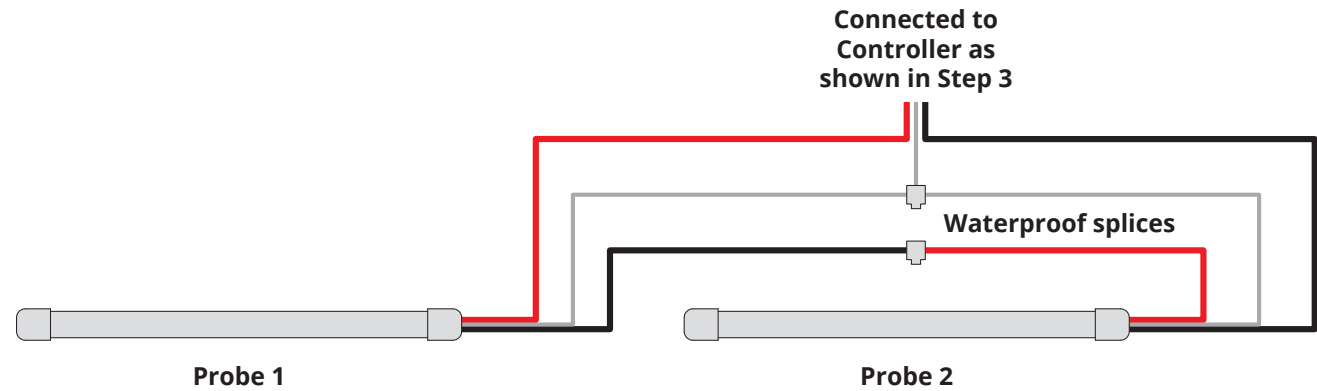 Connected to
Controller as
shown in Step 3
Waterproof splices
Probe 1
Probe 2